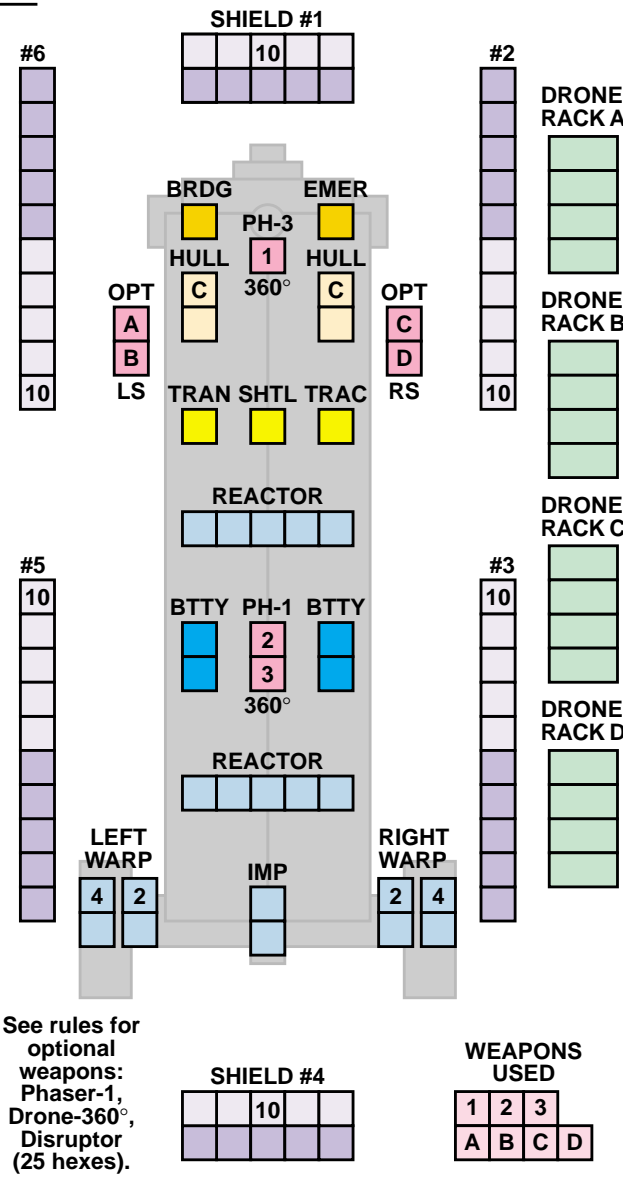 SHIELD #1
10
#6
#2
DRONE
RACK A
BRDG
EMER
PH-3
1
360°
HULL
HULL
C
C
OPT
A
B
LS
OPT
C
D
RS
DRONE
RACK B
10
10
TRAN SHTL TRAC
REACTOR
DRONE
RACK C
#5
#3
10
10
BTTY PH-1 BTTY
2
3
360°
DRONE
RACK D
REACTOR
LEFT
WARP
RIGHT
WARP
IMP
4 2
2 4
See rules for
optional
weapons:
Phaser-1,
Drone-360°,
Disruptor
(25 hexes).
SHIELD #4
10
WEAPONS
USED
1 2 3
A B C D